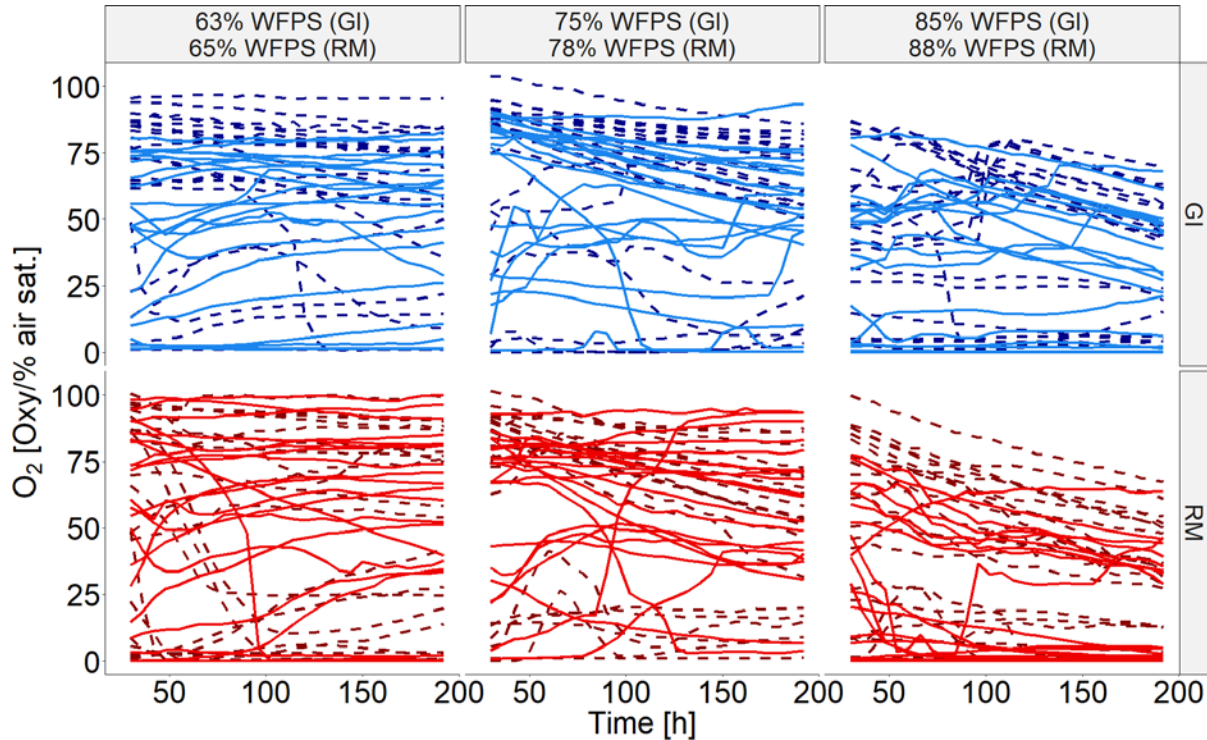 63% WFPS (GI)
65% WFPS (RM)
75% WFPS (GI)
78% WFPS (RM)
85% WFPS (GI)
88% WFPS (RM)
O2 [Oxy/% air sat.]
100
75
50
25
0
GI
100
75
50
25
0
RM
50 100 150 200 50 100 150 200 50 100 150 200
Time [h]